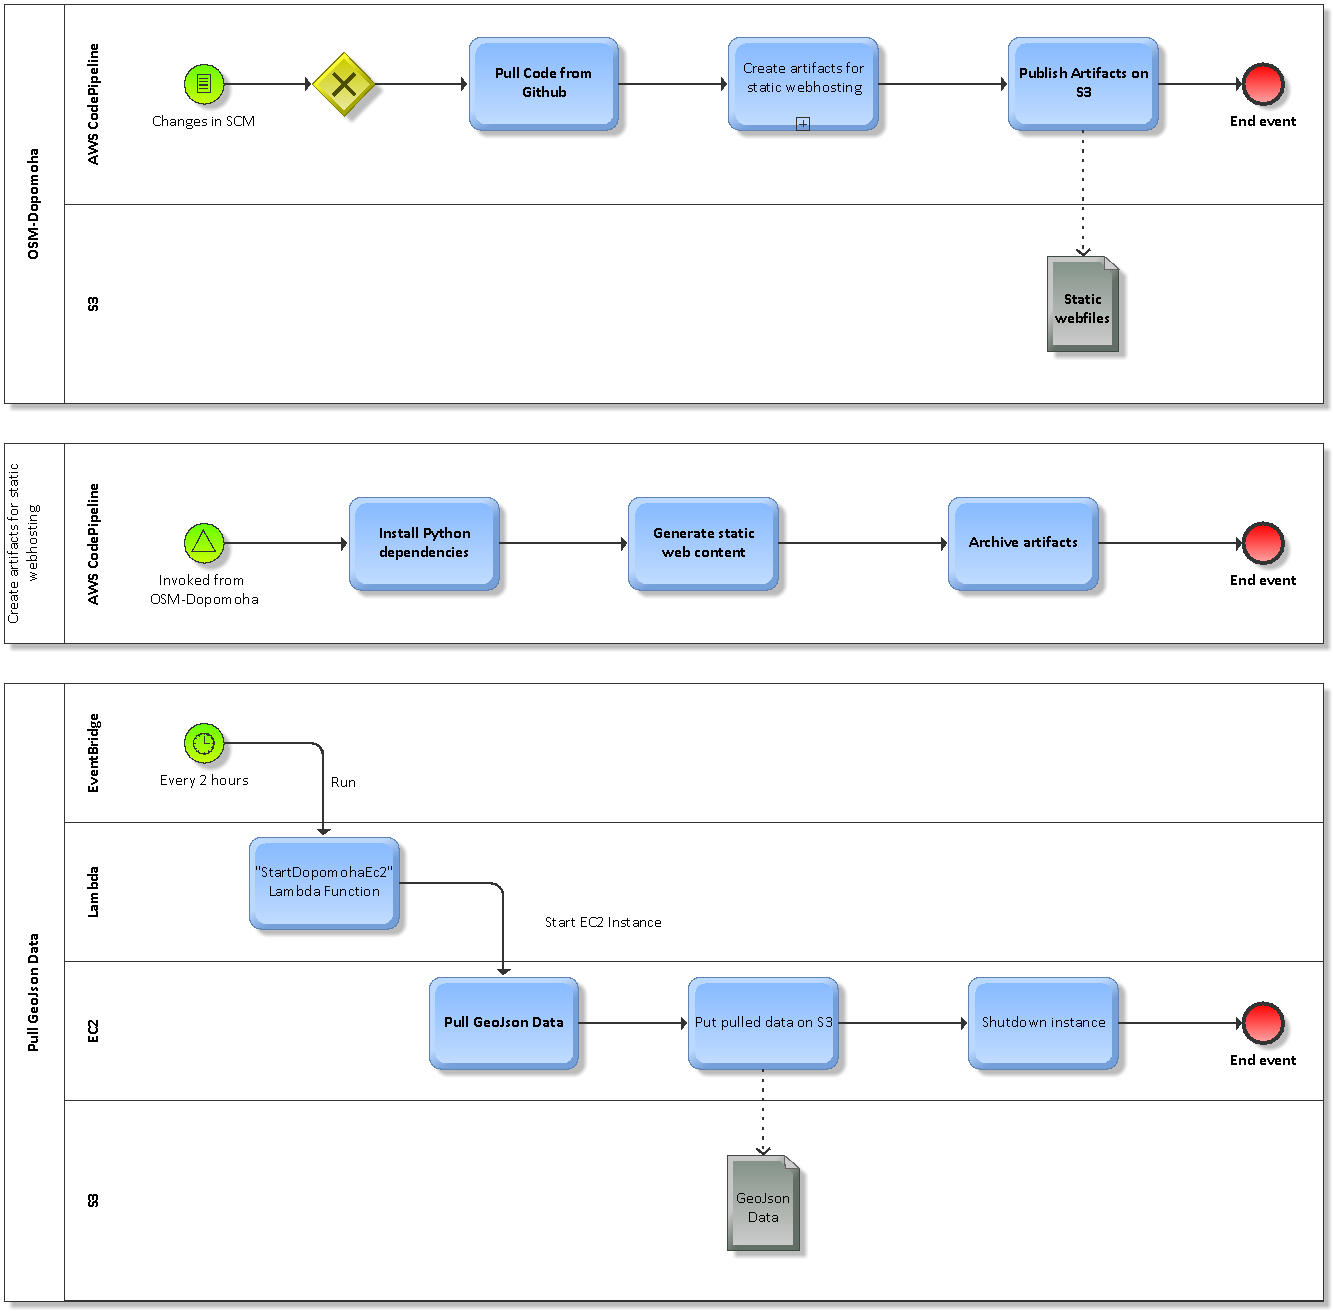 OSM-Dopomoha
AWS CodePipeline
Changes in SCM
Pull Code from
Github
Create artifacts for
static webhosting
Publish Artifacts on
S3
End event
S3
Static
webfiles
Create artifacts for static
webhosting
AWS CodePipeline
Invoked from
OSM-Dopomoha
Install Python
dependencies
Generate static
web content
Archive artifacts
End event
Pull GeoJson Data
EventBridge
Every 2 hours
Run
Lambda
"StartDopomohaEc2"
Lambda Function
Start EC2 Instance
EC2
Pull GeoJson Data
Put pulled data on S3
Shutdown instance
End event
S3
GeoJson
Data